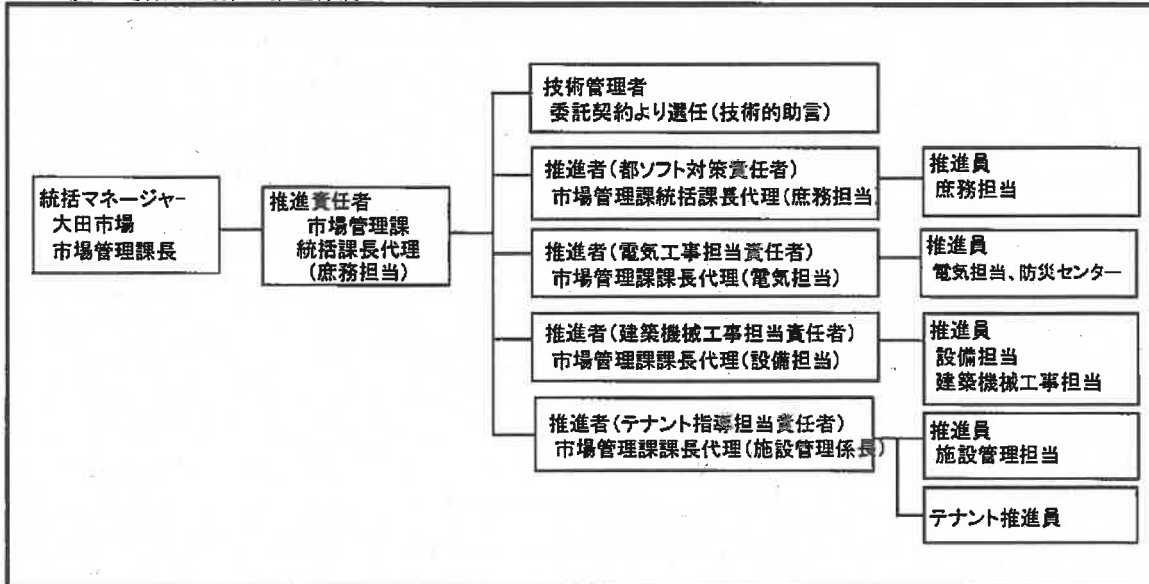 統括マネージャー
大田市場
市場管理課長
推進責任者
市場管理課
統括課長代理
(庶務担当)
技術管理者
委託契約より選任(技術的助言)
推進者(都ソフト対策責任者)
市場管理課統括課長代理(庶務担当)
推進員
庶務担当
推進者(電気工事担当責任者)
市場管理課課長代理(電気担当)
推進員
電気担当、防災センター
推進者(建築機械工事担当責任者)
市場管理課課長代理(設備担当)
推進員
設備担当
建築機械工事担当
推進者(テナント指導担当責任者)
市場管理課課長代理(施設管理係長)
推進員
施設管理担当
テナント推進員